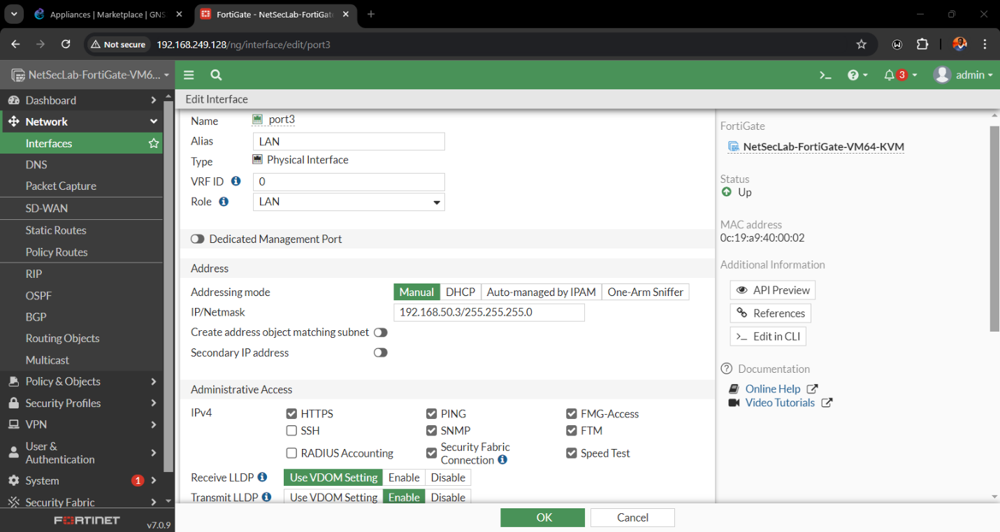 Appliances | Marketplace | GNS
FortiGate - NetSecLab-FortiGate
Not secure 192.168.249.128/ng/interface/edit/port3
NetSecLab-FortiGate-VM6...
3 admin
Dashboard
Network
Interfaces
DNS
Packet Capture
SD-WAN
Static Routes
Policy Routes
RIP
OSPF
BGP
Routing Objects
Multicast
Policy & Objects
Security Profiles
VPN
User &
Authentication
System 1
Security Fabric
FORTINET v7.0.9
Edit Interface
Name port3
Alias LAN
Type Physical Interface
VRF ID 0
Role LAN
Dedicated Management Port
Address
Addressing mode Manual DHCP Auto-managed by IPAM One-Arm Sniffer
IP/Netmask 192.168.50.3/255.255.255.0
Create address object matching subnet
Secondary IP address
Administrative Access
IPv4 HTTPS PING FMG-Access
SSH SNMP FTM
RADIUS Accounting Security Fabric
Connection Speed Test
Receive LLDP Use VDOM Setting Enable Disable
Transmit LLDP Use VDOM Setting Enable Disable
OK Cancel
FortiGate
NetSecLab-FortiGate-VM64-KVM
Status
Up
MAC address
0c:19:a9:40:00:02
Additional Information
API Preview
References
>_ Edit in CLI
Documentation
Online Help
Video Tutorials